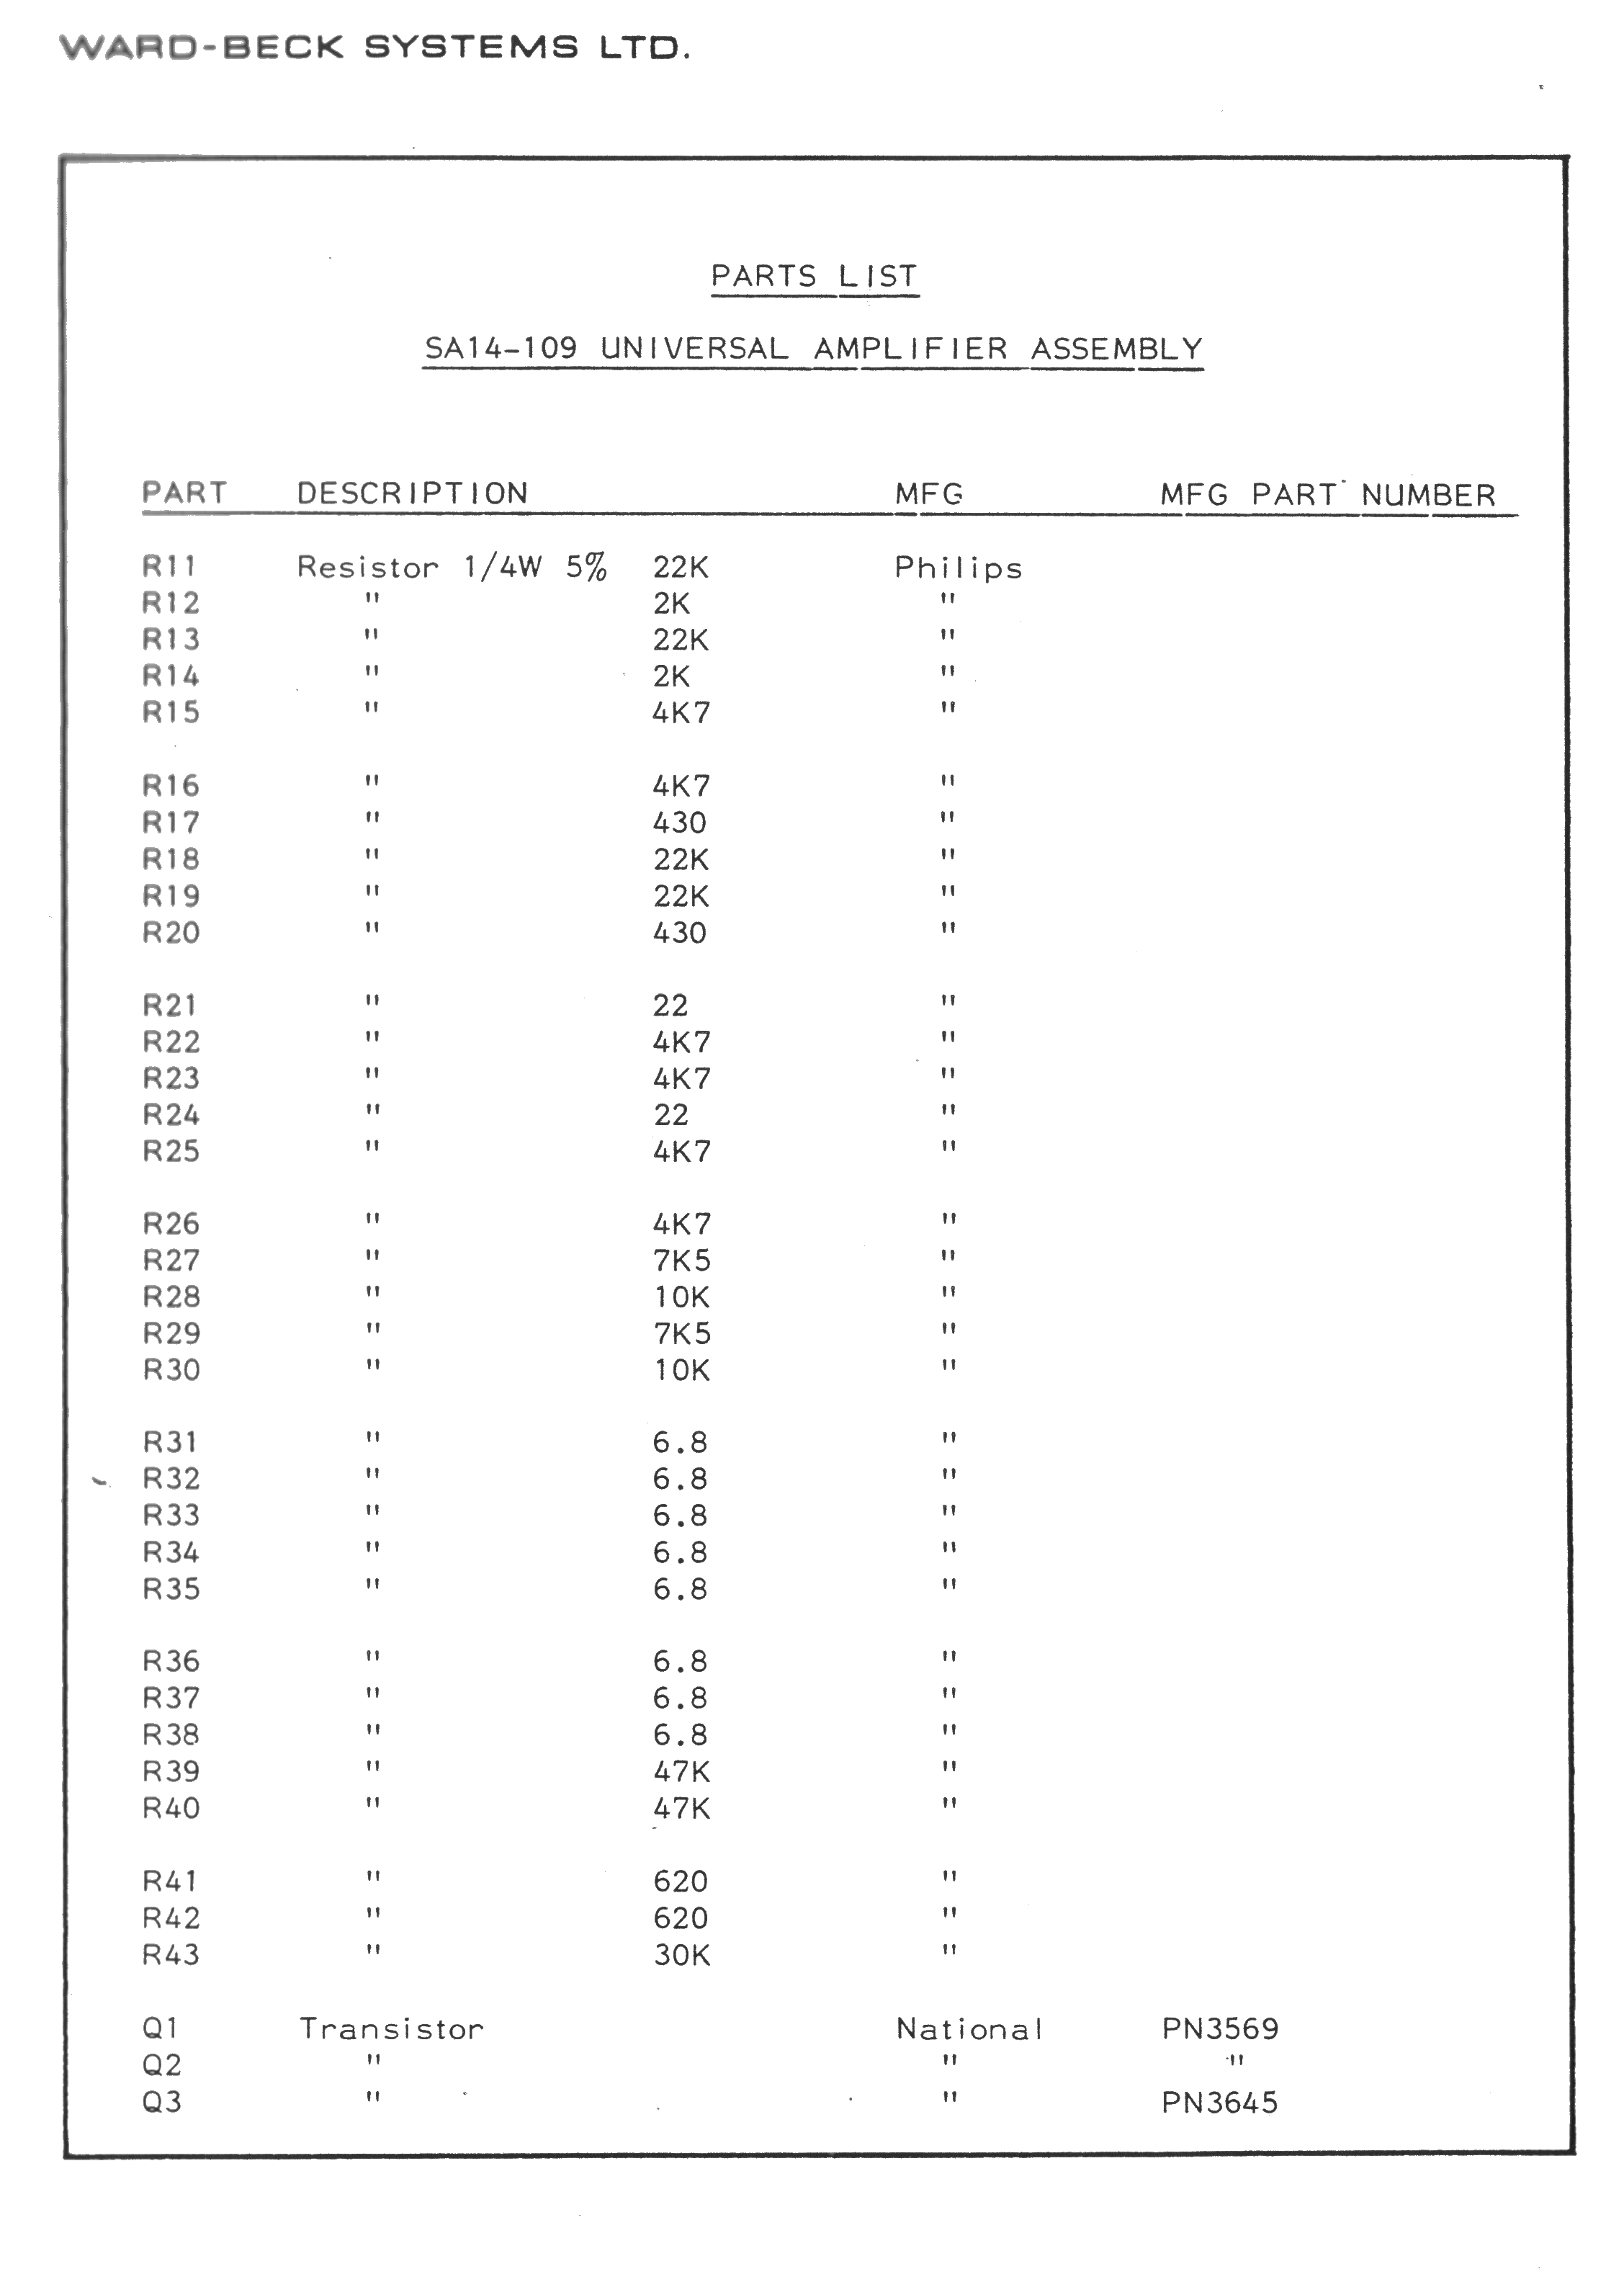 WARD-BECK SYSTEMS LTD.
PARTS LIST
SA14-109 UNIVERSAL AMPLIFIER ASSEMBLY
PART DESCRIPTION MFG MFG PART NUMBER
R11 Resistor 1/4W 5% 22K Philips
R12 " 2K "
R13 " 22K "
R14 " 2K "
R15 " 4K7 "
R16 " 4K7 "
R17 " 430 "
R18 " 22K "
R19 " 22K "
R20 " 430 "
R21 " 22 "
R22 " 4K7 "
R23 " 4K7 "
R24 " 22 "
R25 " 4K7 "
R26 " 4K7 "
R27 " 7K5 "
R28 " 10K "
R29 " 7K5 "
R30 " 10K "
R31 " 6.8 "
R32 " 6.8 "
R33 " 6.8 "
R34 " 6.8 "
R35 " 6.8 "
R36 " 6.8 "
R37 " 6.8 "
R38 " 6.8 "
R39 " 47K "
R40 " 47K "
R41 " 620 "
R42 " 620 "
R43 " 30K "
Q1 Transistor National PN3569
Q2 " " "
Q3 " " PN3645